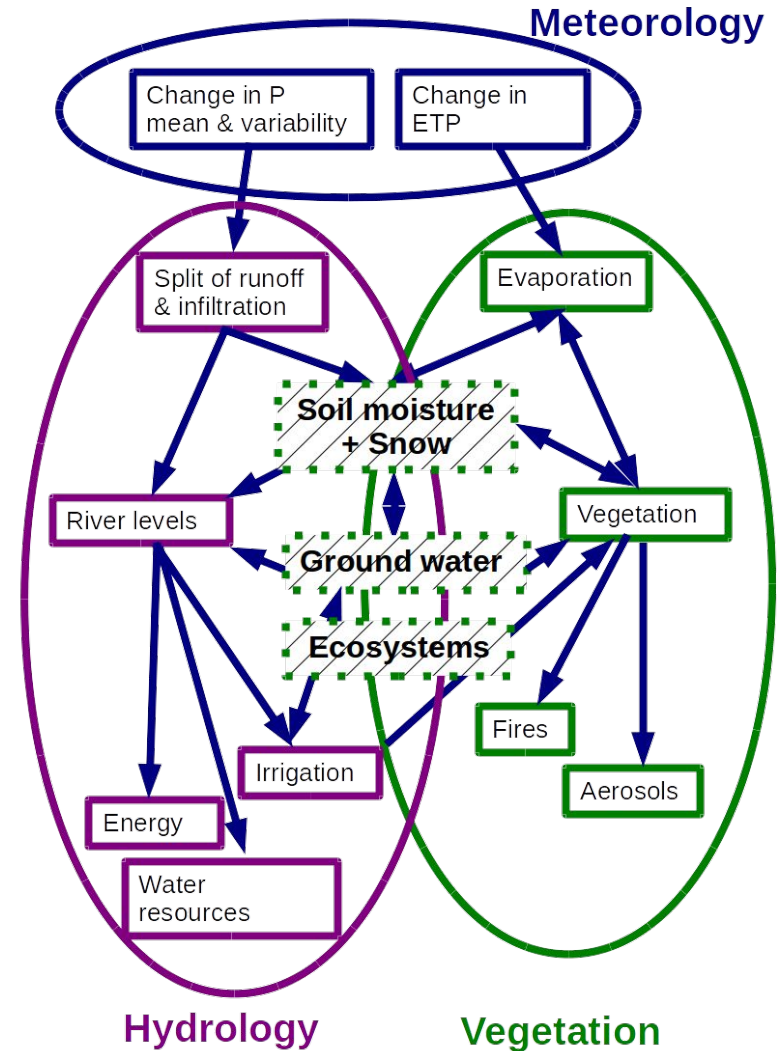 Meteorology
Change in P
mean & variability
Change in
ETP
Split of runoff
& infiltration
Evaporation
Soil moisture
+ Snow
River levels
Vegetation
Ground water
Ecosystems
Fires
Irrigation
Aerosols
Energy
Water
resources
Hydrology
Vegetation